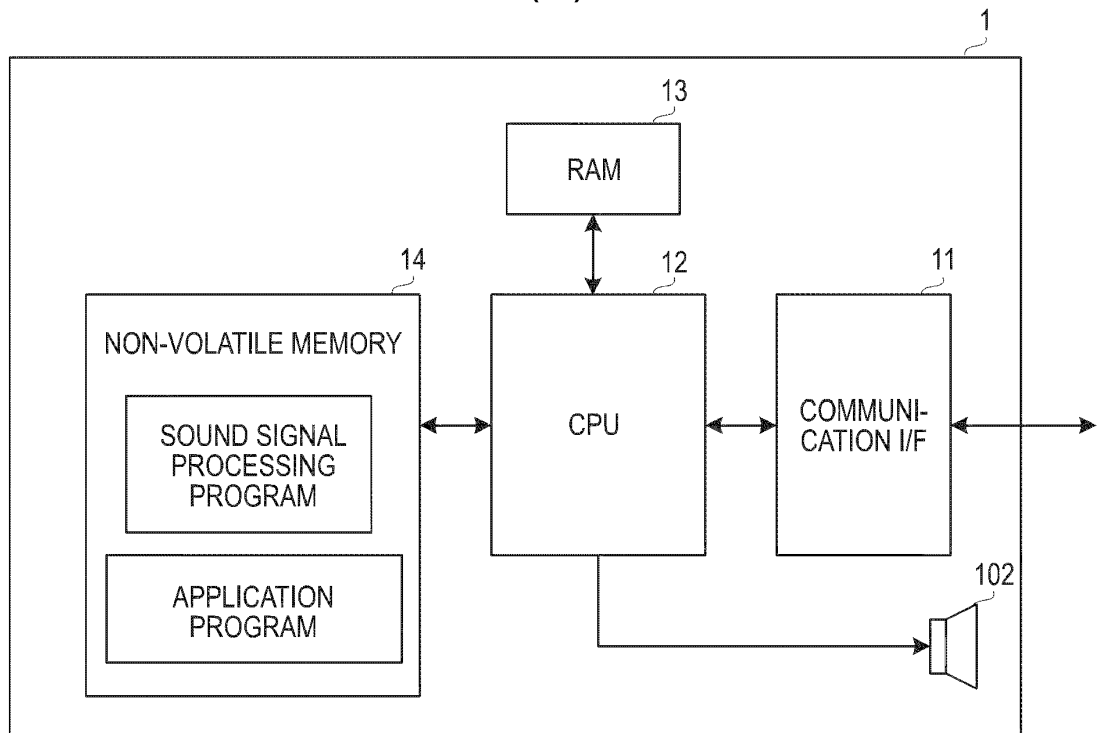 1
13
RAM
14
12
11
NON-VOLATILE MEMORY
SOUND SIGNAL
PROCESSING
PROGRAM
APPLICATION
PROGRAM
CPU
COMMUNI-
CATION I/F
102